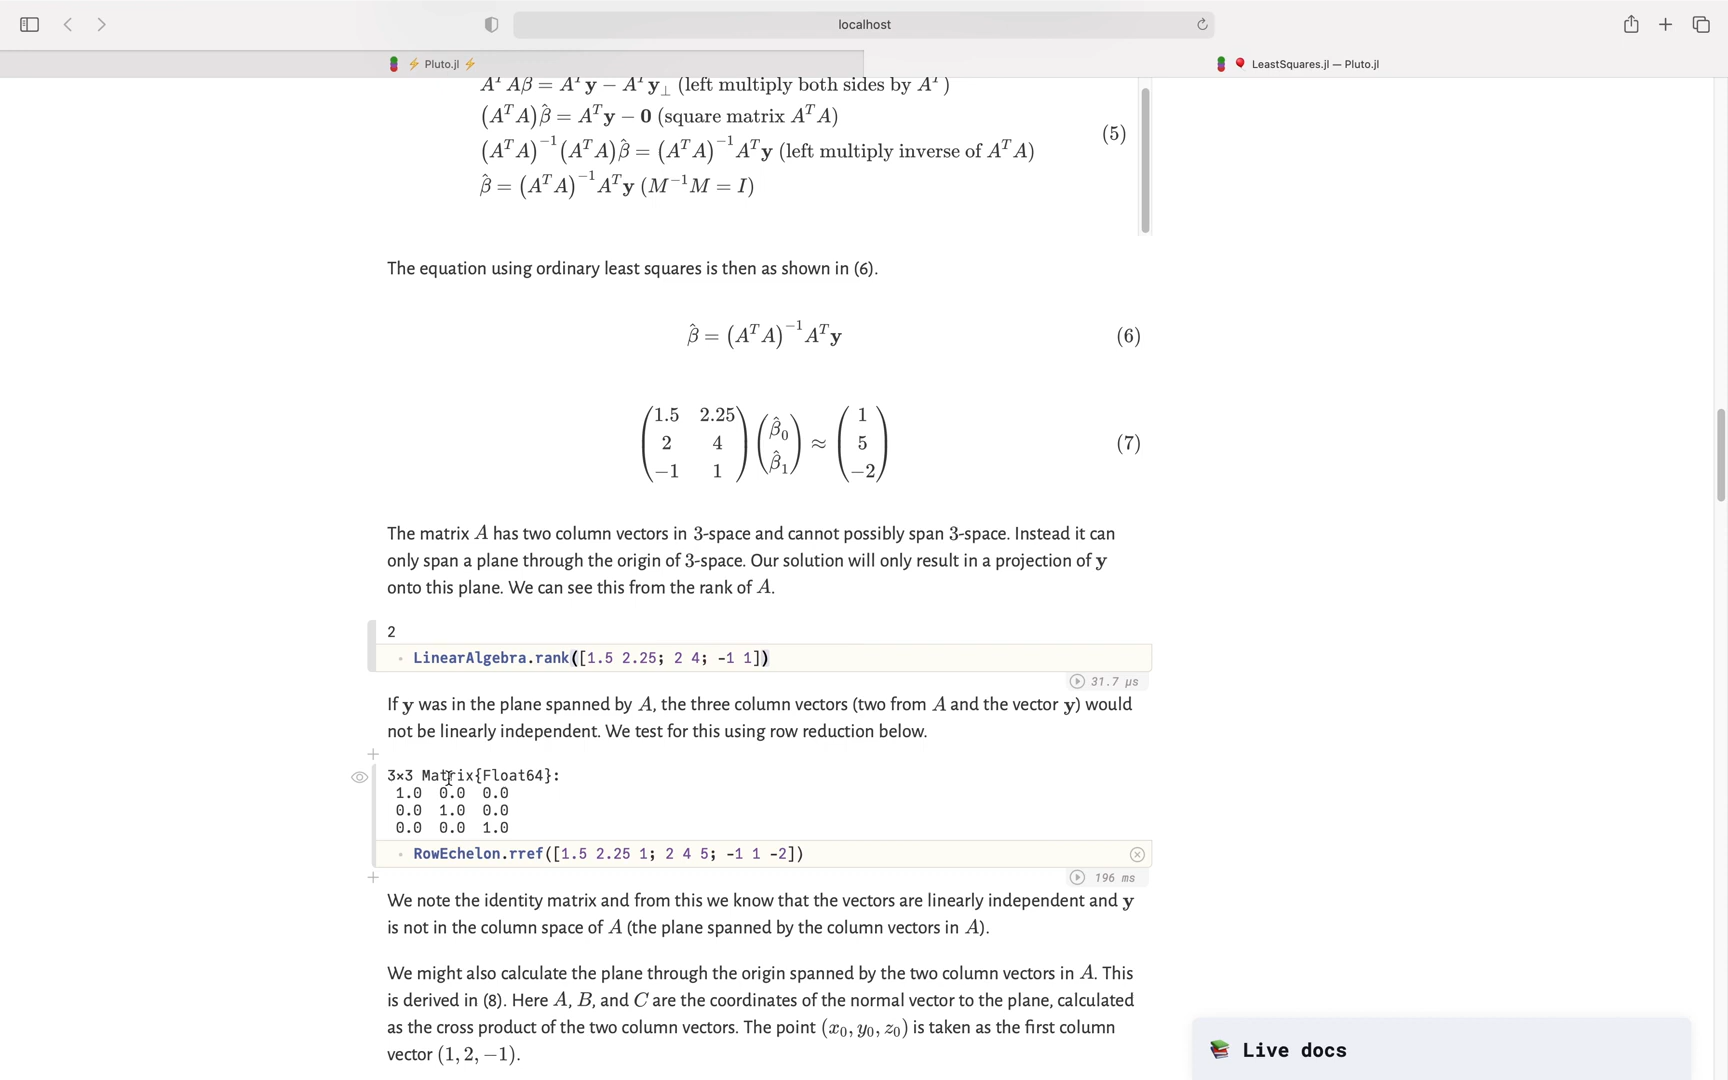 localhost
⚡ Pluto.jl ⚡
🎈 LeastSquares.jl — Pluto.jl
AᵀAβ̂ = Aᵀy − Aᵀy⊥ (left multiply both sides by Aᵀ)
(AᵀA)β̂ = Aᵀy − 0 (square matrix AᵀA)
(AᵀA)⁻¹(AᵀA)β̂ = (AᵀA)⁻¹Aᵀy (left multiply inverse of AᵀA)
(5)
β̂ = (AᵀA)⁻¹Aᵀy (M⁻¹M = I)
The equation using ordinary least squares is then as shown in (6).
β̂ = (AᵀA)⁻¹Aᵀy (6)
1.5 2.25 β̂₀ 1
2 4 ≈ 5 (7)
−1 1 β̂₁ −2
The matrix A has two column vectors in 3-space and cannot possibly span 3-space. Instead it can
only span a plane through the origin of 3-space. Our solution will only result in a projection of y
onto this plane. We can see this from the rank of A.
2
LinearAlgebra.rank([1.5 2.25; 2 4; -1 1])
31.7 μs
If y was in the plane spanned by A, the three column vectors (two from A and the vector y) would
not be linearly independent. We test for this using row reduction below.
3×3 Matrix{Float64}:
1.0 0.0 0.0
0.0 1.0 0.0
0.0 0.0 1.0
RowEchelon.rref([1.5 2.25 1; 2 4 5; -1 1 -2])
196 ms
We note the identity matrix and from this we know that the vectors are linearly independent and y
is not in the column space of A (the plane spanned by the column vectors in A).
We might also calculate the plane through the origin spanned by the two column vectors in A. This
is derived in (8). Here A, B, and C are the coordinates of the normal vector to the plane, calculated
as the cross product of the two column vectors. The point (x₀, y₀, z₀) is taken as the first column
vector (1, 2, −1).
📚 Live docs